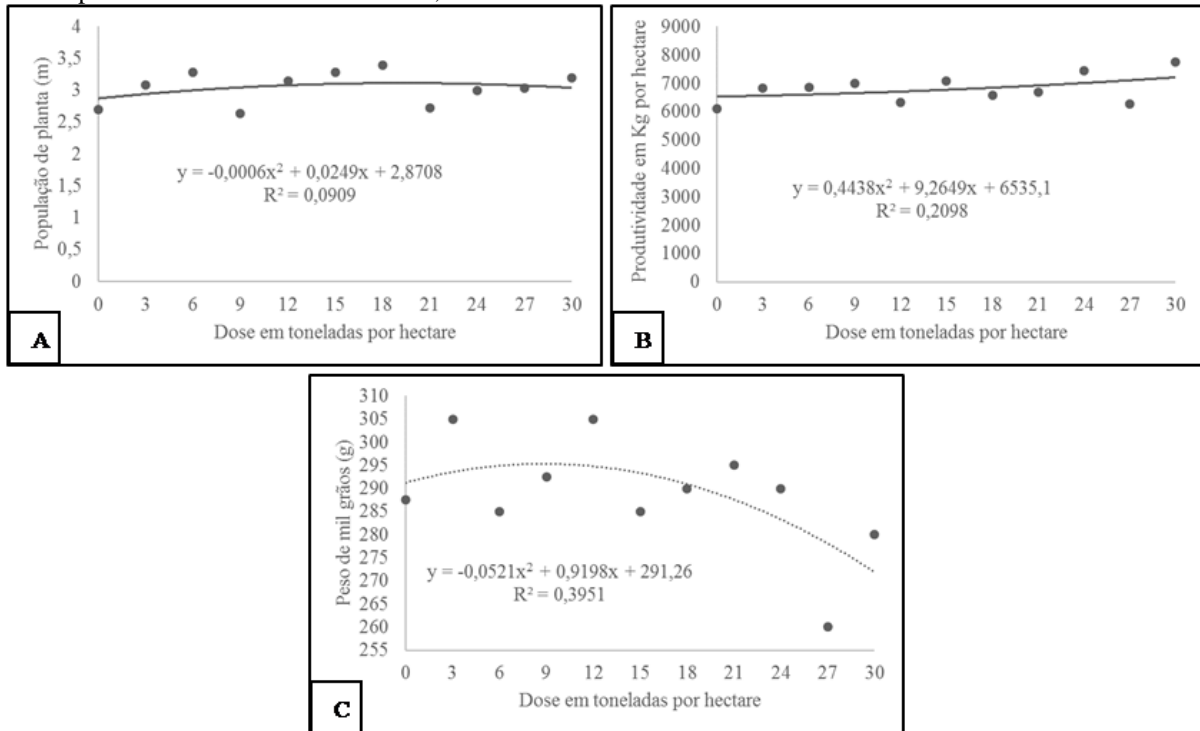 População de planta (m)
4
3,5
3
2,5
2
1,5
1
0,5
0
y = -0,0006x² + 0,0249x + 2,8708
R² = 0,0909
0 3 6 9 12 15 18 21 24 27 30
Dose em toneladas por hectare
A
Produtividade em Kg por hectare
9000
8000
7000
6000
5000
4000
3000
2000
1000
0
y = 0,4438x² + 9,2649x + 6535,1
R² = 0,2098
0 3 6 9 12 15 18 21 24 27 30
Dose em toneladas por hectare
B
Peso de mil grãos (g)
310
305
300
295
290
285
280
275
270
265
260
255
y = -0,0521x² + 0,9198x + 291,26
R² = 0,3951
0 3 6 9 12 15 18 21 24 27 30
Dose em toneladas por hectare
C